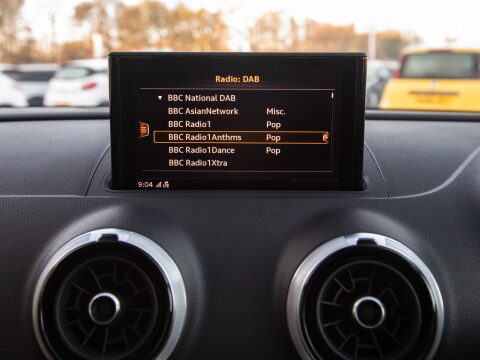 Radio: DAB
BBC National DAB
BBC AsianNetwork Misc.
BBC Radio1 Pop
BBC Radio1Anthms Pop
BBC Radio1Dance Pop
BBC Radio1Xtra
9:04